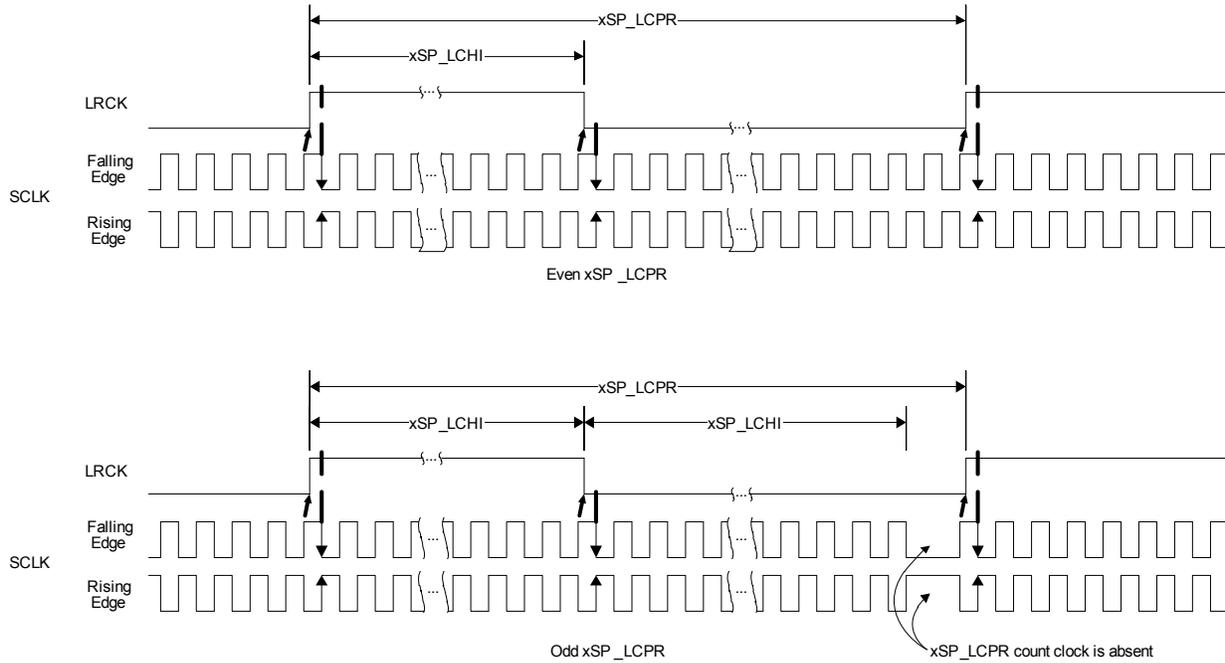 xSP_LCPR
xSP_LCHI
LRCK
...
...
Falling
Edge
...
...
SCLK
Rising
Edge
...
...
Even xSP _LCPR
xSP_LCPR
xSP_LCHI xSP_LCHI
LRCK
...
...
Falling
Edge
...
...
SCLK
Rising
Edge
...
...
Odd xSP _LCPR
xSP_LCPR count clock is absent